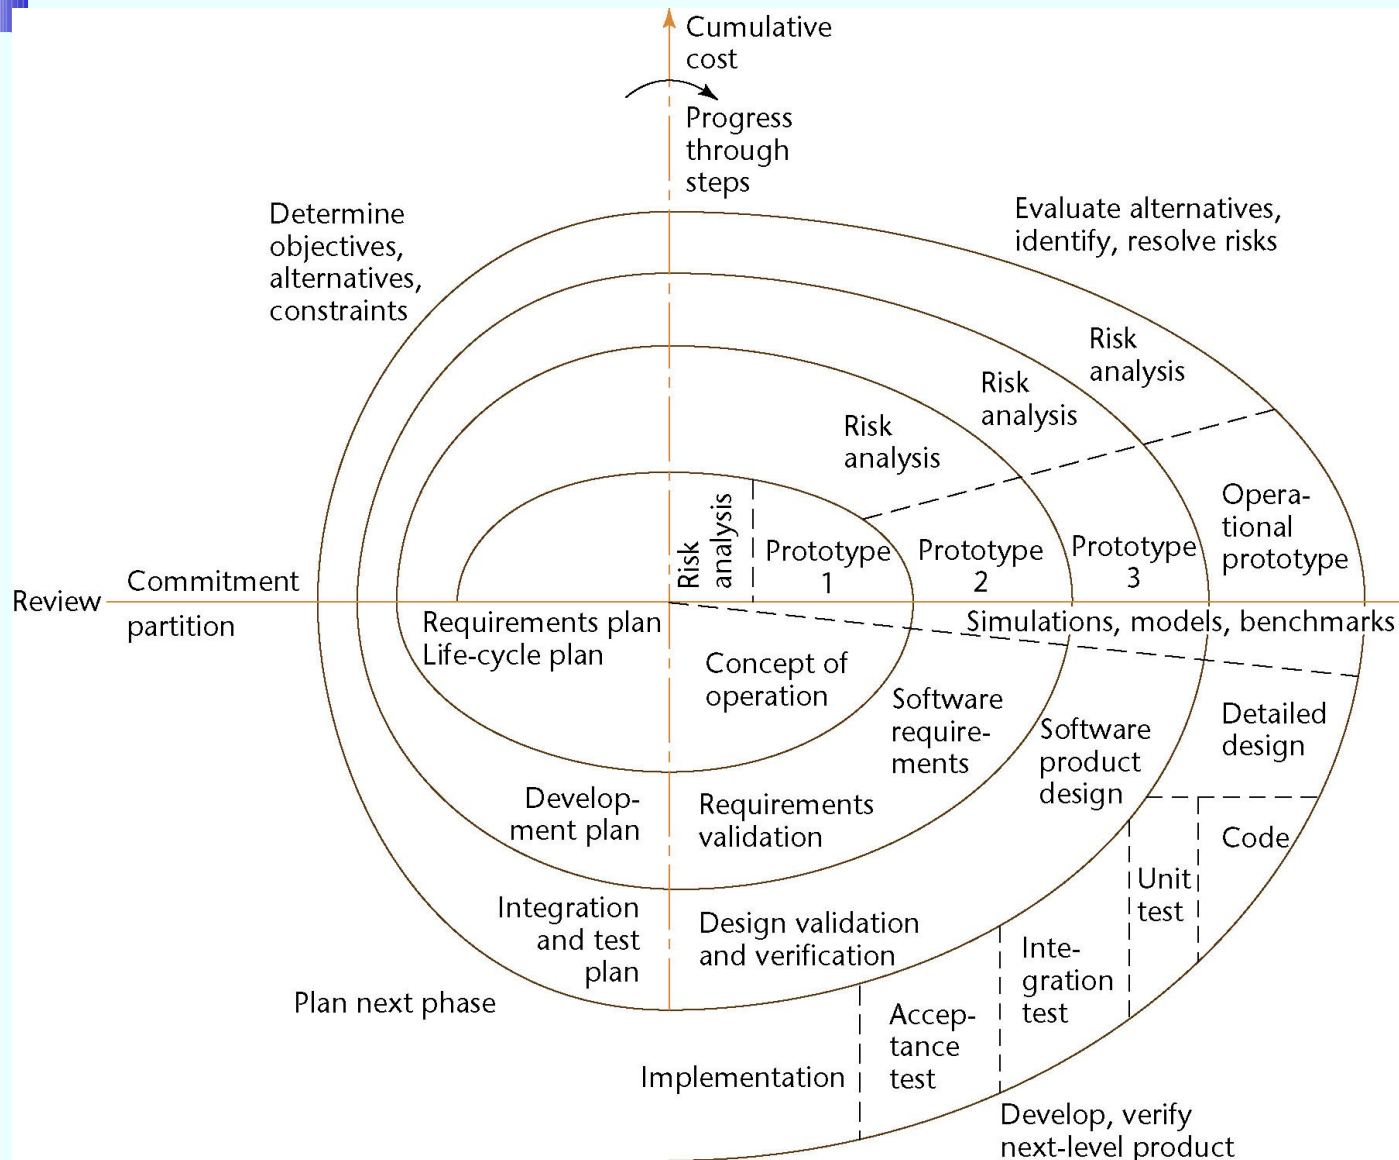 Cumulative
cost
Progress
through
steps
Determine
objectives,
alternatives,
constraints
Evaluate alternatives,
identify, resolve risks
Risk
analysis
Risk
analysis
Risk
analysis
Risk
analysis
Prototype
1
Prototype
2
Prototype
3
Opera-
tional
prototype
Review
Commitment
partition
Requirements plan
Life-cycle plan
Simulations, models, benchmarks
Concept of
operation
Software
require-
ments
Software
product
design
Detailed
design
Develop-
ment plan
Requirements
validation
Code
Unit
test
Integration
and test
plan
Design validation
and verification
Inte-
gration
test
Plan next phase
Accep-
tance
test
Implementation
Develop, verify
next-level product